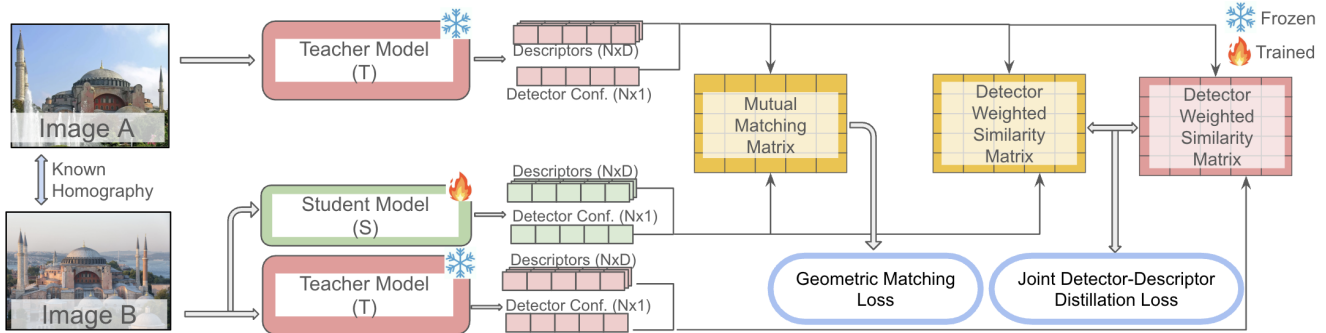 Teacher Model
(T)
Descriptors (NxD)
Detector Conf. (Nx1)
Frozen
Trained
Image A
Known
Homography
Mutual
Matching
Matrix
Detector
Weighted
Similarity
Matrix
Detector
Weighted
Similarity
Matrix
Student Model
(S)
Descriptors (NxD)
Detector Conf. (Nx1)
Image B
Teacher Model
(T)
Descriptors (NxD)
Detector Conf. (Nx1)
Geometric Matching
Loss
Joint Detector-Descriptor
Distillation Loss